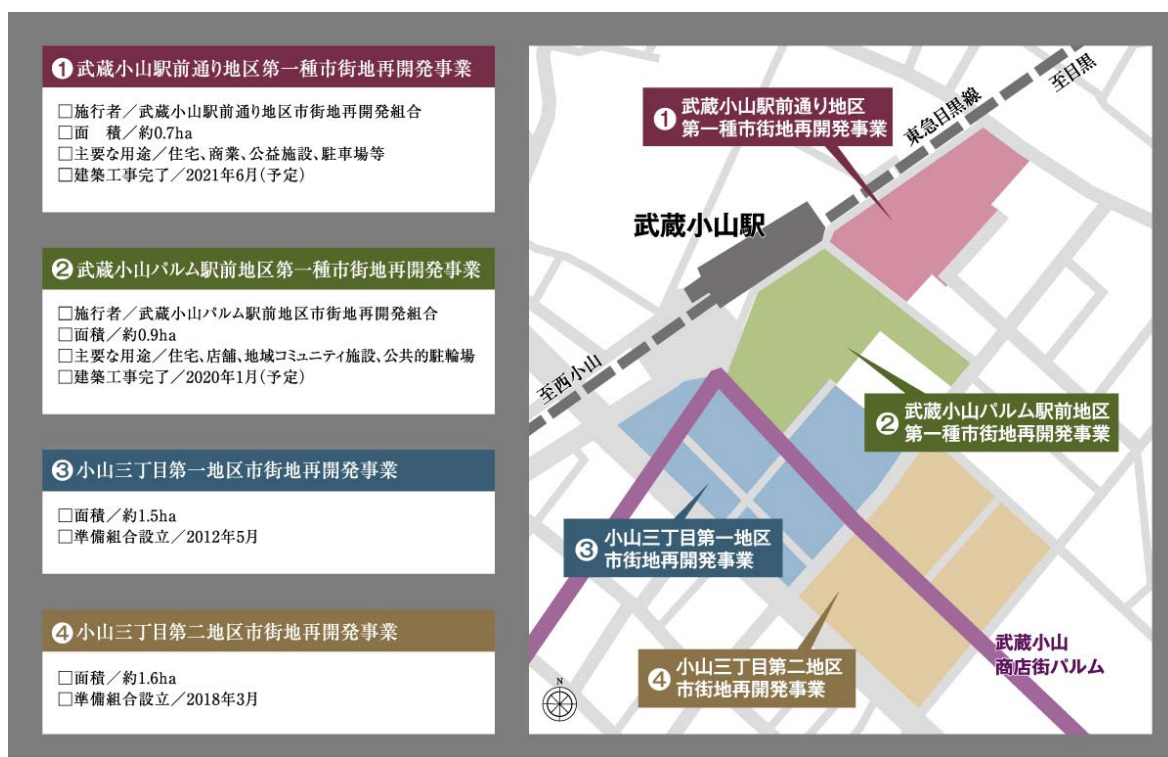 ❶武蔵小山駅前通り地区第一種市街地再開発事業
□施行者／武蔵小山駅前通り地区市街地再開発組合
□面　積／約0.7ha
□主要な用途／住宅、商業、公益施設、駐車場等
□建築工事完了／2021年6月(予定)
❷武蔵小山パルム駅前地区第一種市街地再開発事業
□施行者／武蔵小山パルム駅前地区市街地再開発組合
□面積／約0.9ha
□主要な用途／住宅、店舗、地域コミュニティ施設、公共的駐輪場
□建築工事完了／2020年1月(予定)
❸小山三丁目第一地区市街地再開発事業
□面積／約1.5ha
□準備組合設立／2012年5月
❹小山三丁目第二地区市街地再開発事業
□面積／約1.6ha
□準備組合設立／2018年3月
至目黒
東急目黒線
❶ 武蔵小山駅前通り地区
第一種市街地再開発事業
武蔵小山駅
至西小山
❷ 武蔵小山パルム駅前地区
第一種市街地再開発事業
❸ 小山三丁目第一地区
市街地再開発事業
❹ 小山三丁目第二地区
市街地再開発事業
武蔵小山
商店街パルム
N